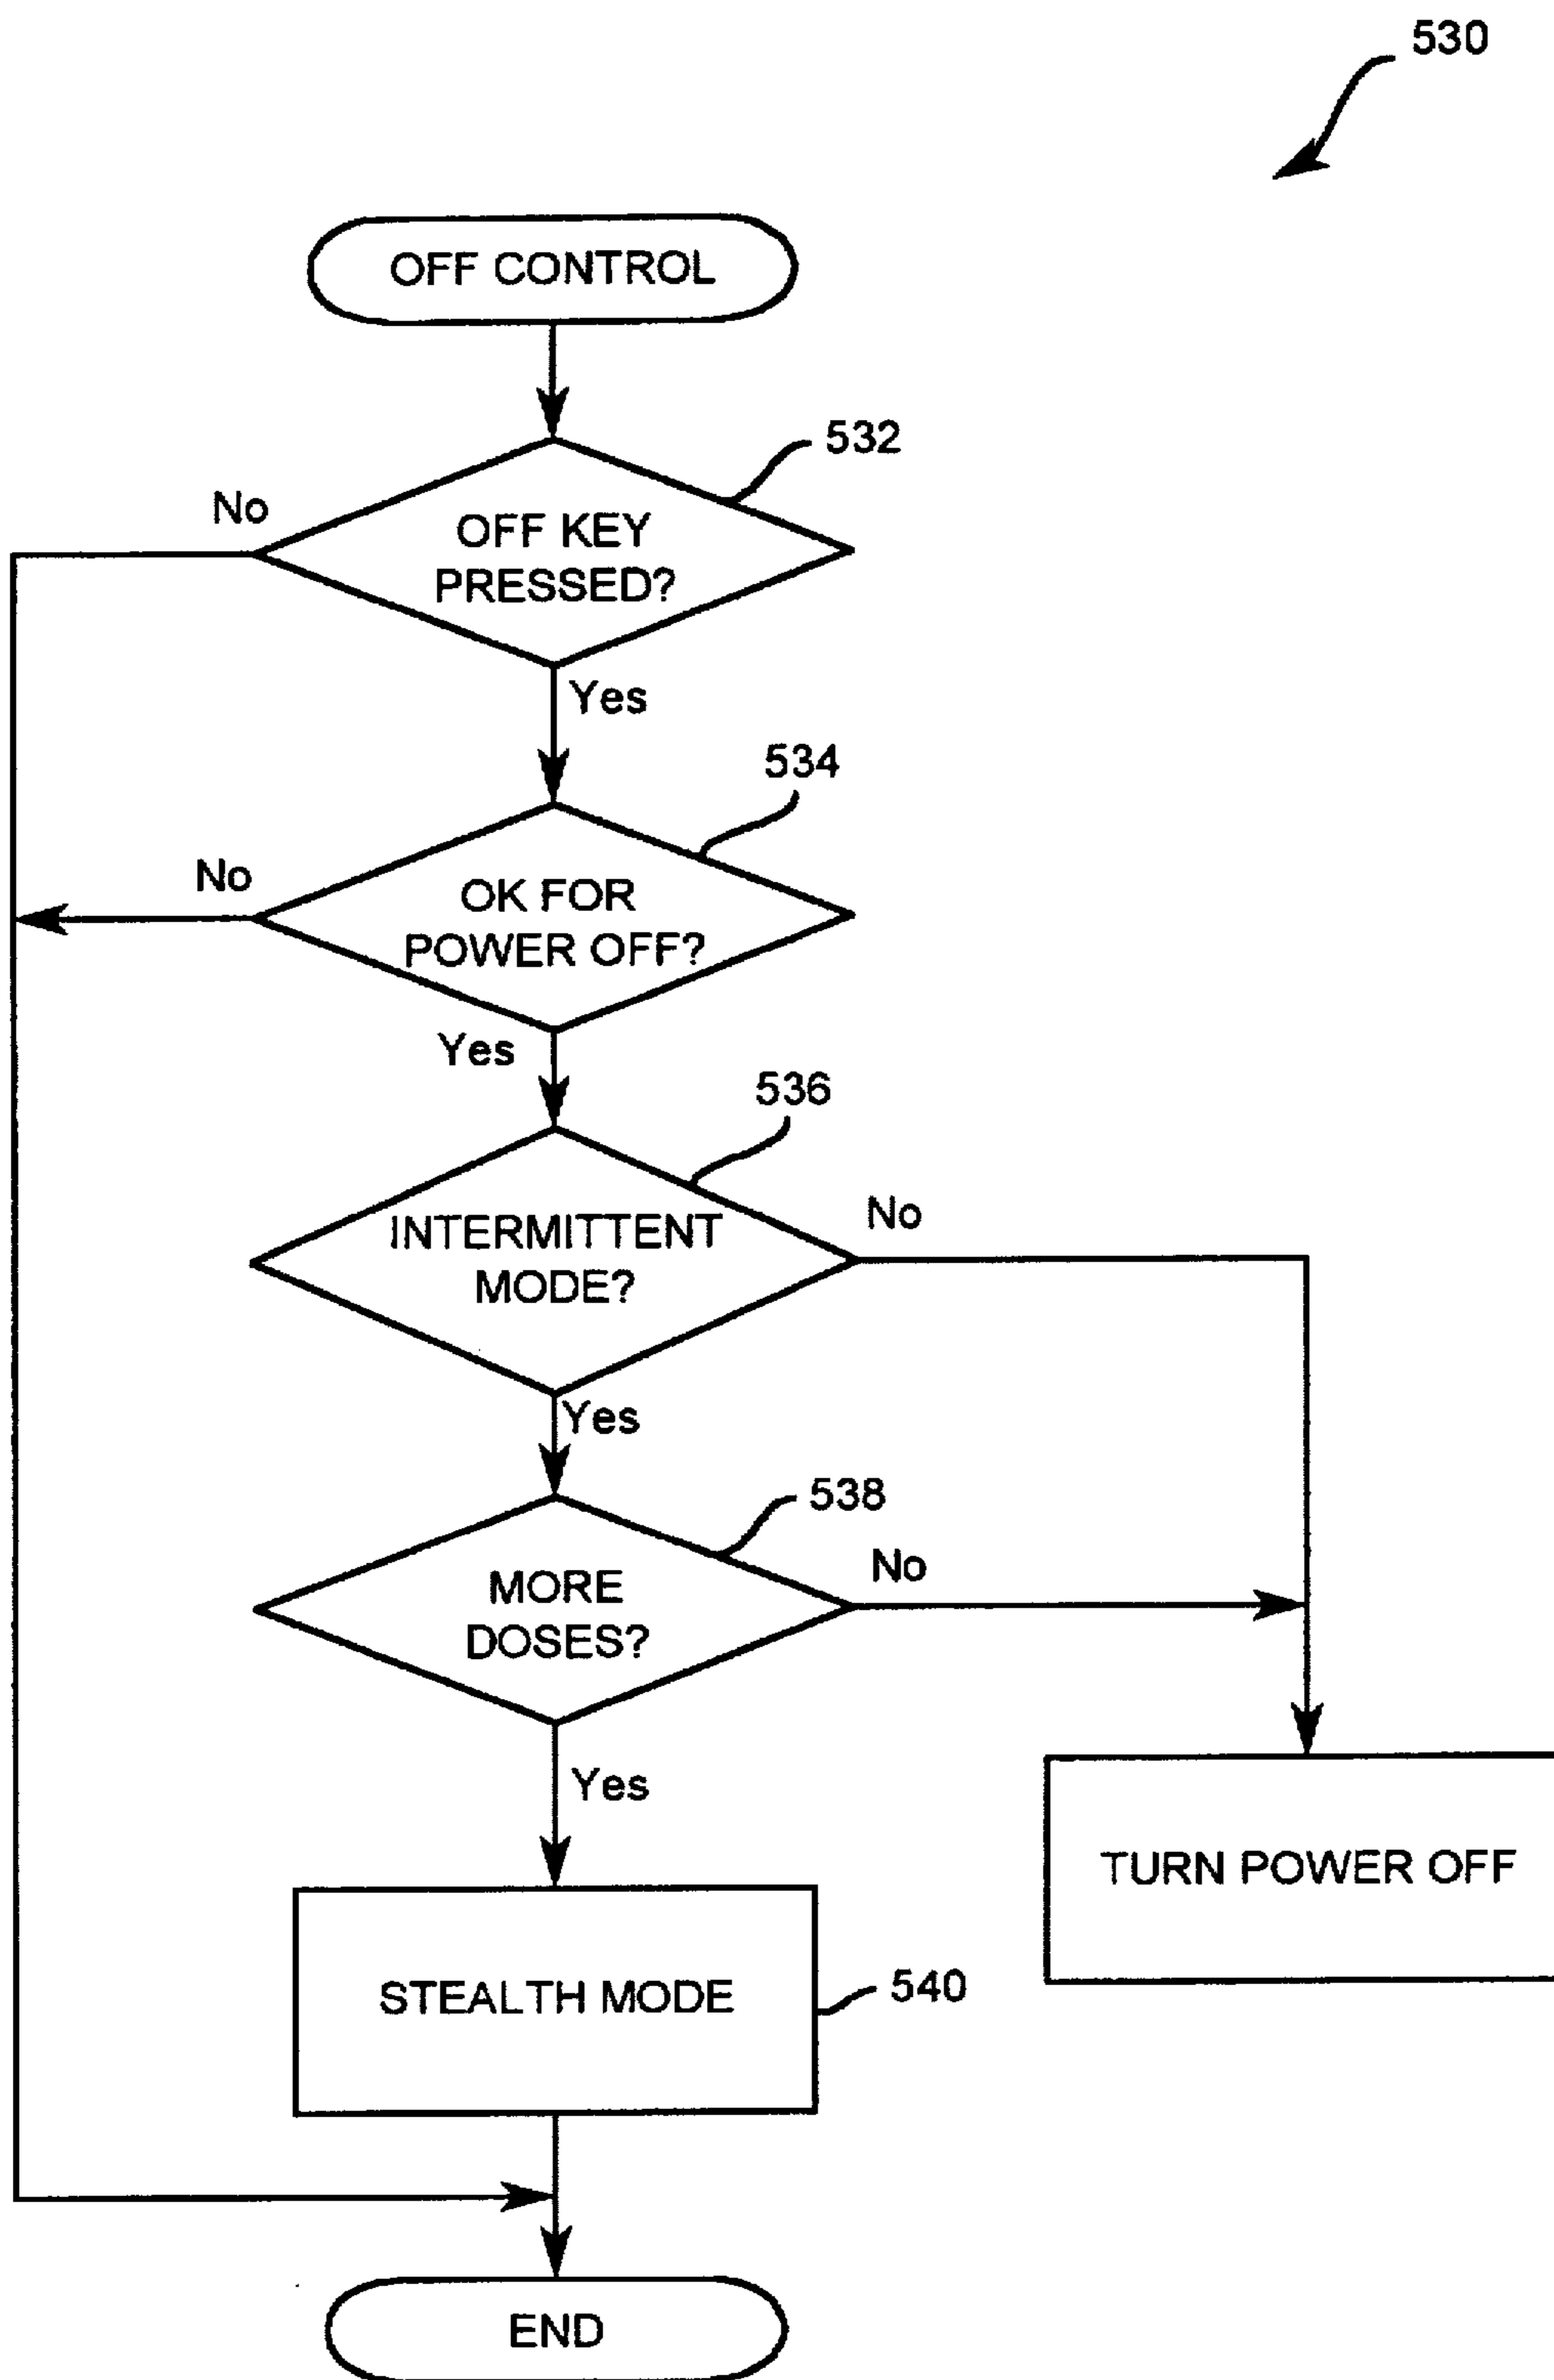 530
OFF CONTROL
532
No
OFF KEY
PRESSED?
Yes
534
No
OK FOR
POWER OFF?
Yes
536
No
INTERMITTENT
MODE?
Yes
538
No
MORE
DOSES?
Yes
TURN POWER OFF
STEALTH MODE
540
END